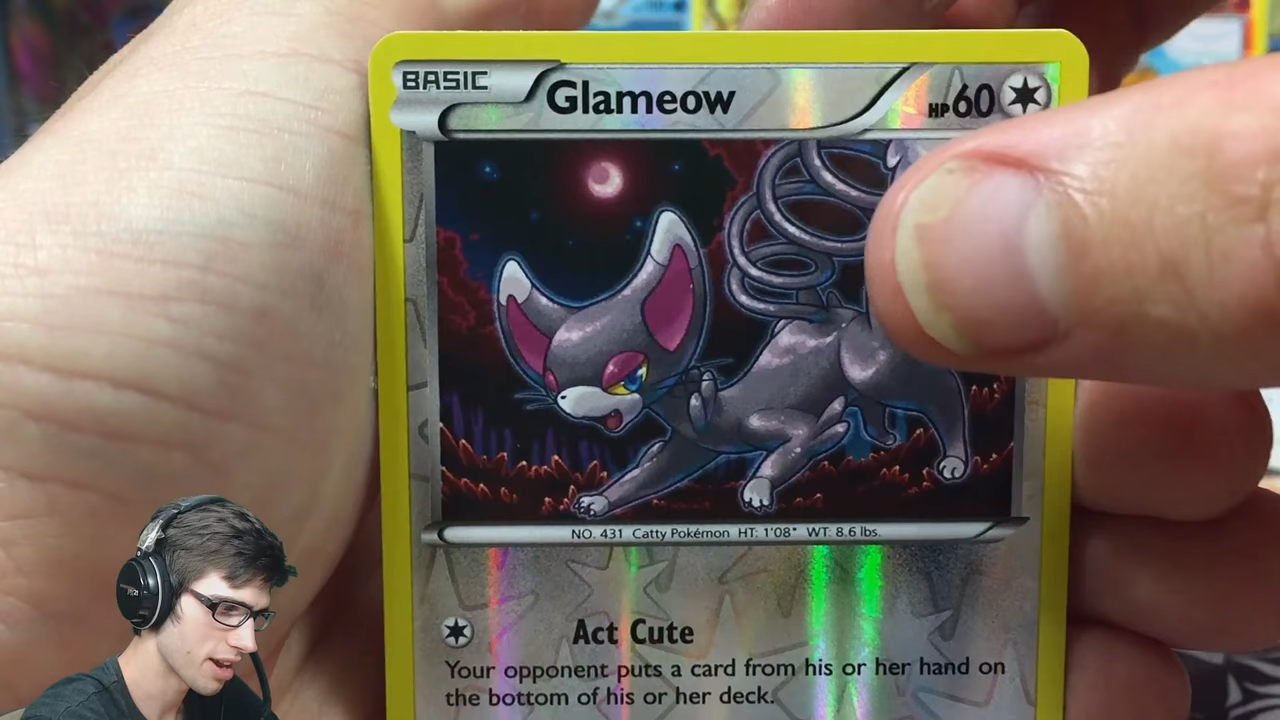 BASIC
Glameow
HP60
NO. 431 Catty Pokémon HT: 1'08" WT: 8.6 lbs.
Act Cute
Your opponent puts a card from his or her hand on
the bottom of his or her deck.